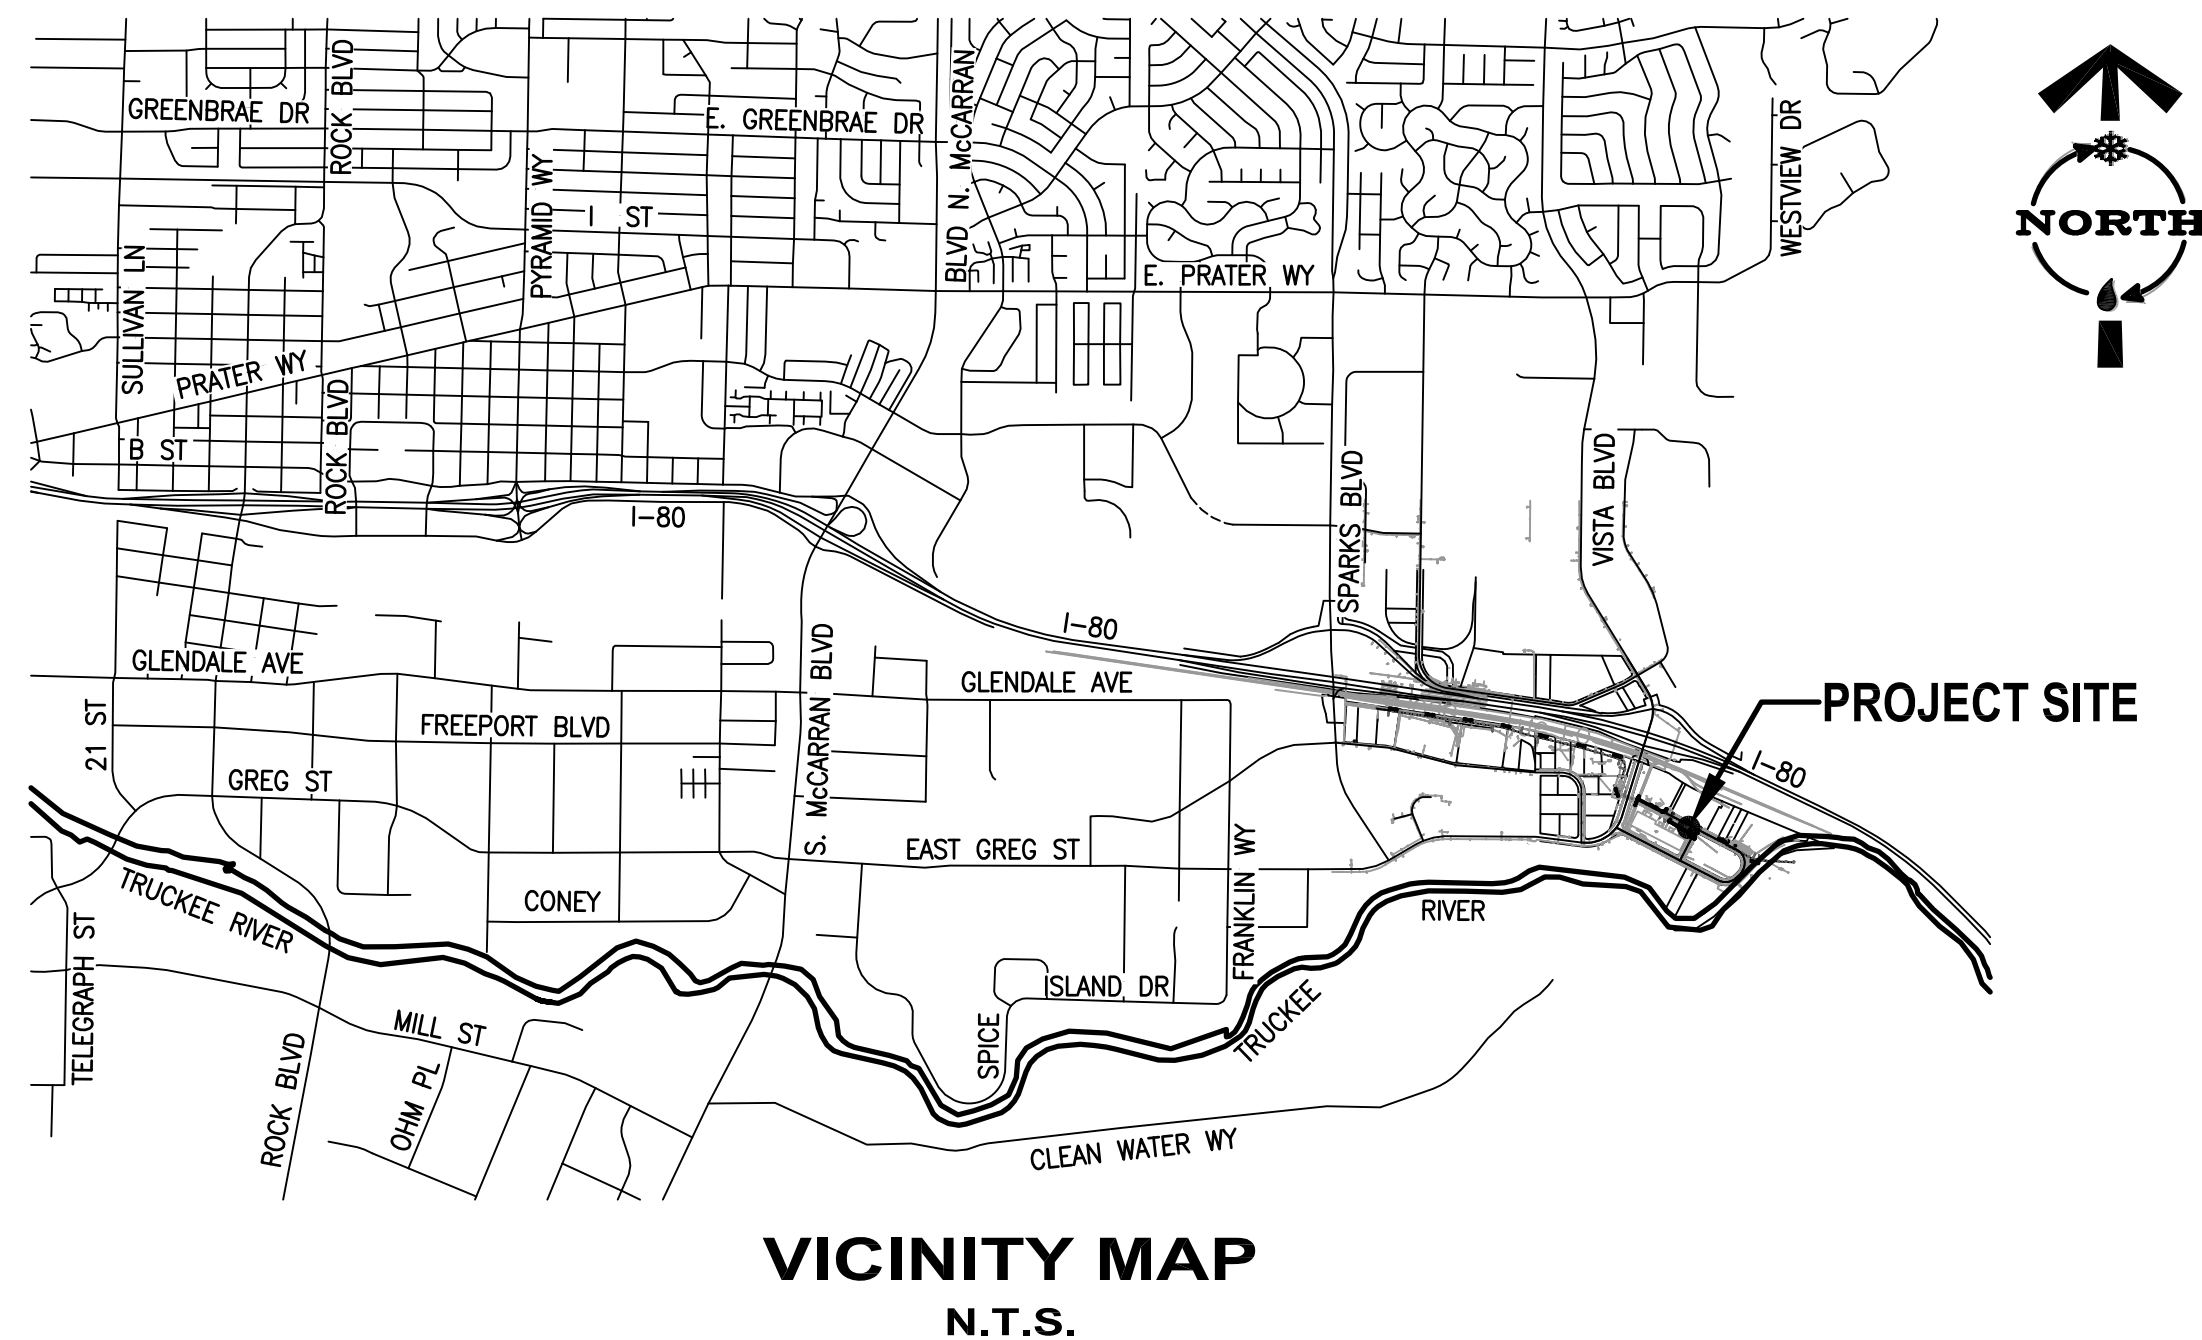 GREENBRAE DR
ROCK BLVD
E. GREENBRAE DR
BLVD N. McCARRAN
WESTVIEW DR
NORTH
PYRAMID WY
I ST
SULLIVAN LN
E. PRATER WY
PRATER WY
ROCK BLVD
B ST
I-80
SPARKS BLVD
VISTA BLVD
I-80
GLENDALE AVE
S. McCARRAN BLVD
GLENDALE AVE
PROJECT SITE
21 ST
FREEPORT BLVD
I-80
GREG ST
EAST GREG ST
FRANKLIN WY
TRUCKEE RIVER
CONEY
RIVER
TELEGRAPH ST
ISLAND DR
TRUCKEE
MILL ST
SPICE
ROCK BLVD
OHM PL
CLEAN WATER WY
VICINITY MAP
N.T.S.